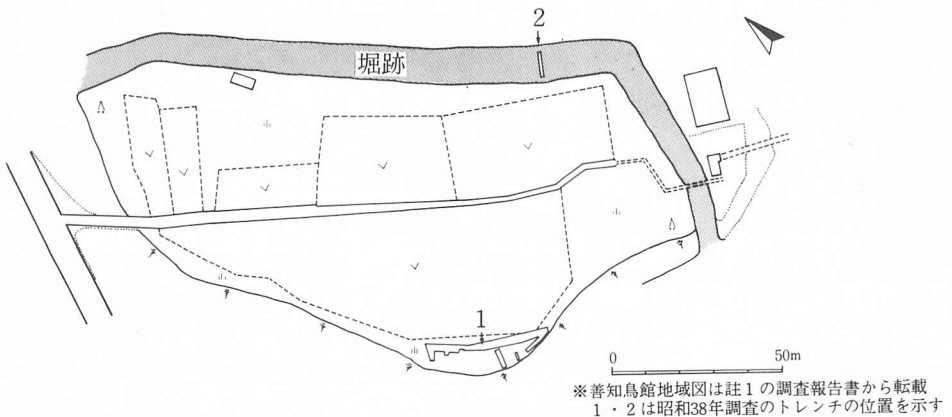 2
堀跡
1
0 50m
※善知鳥館地域図は註1の調査報告書から転載
1・2は昭和38年調査のトレンチの位置を示す